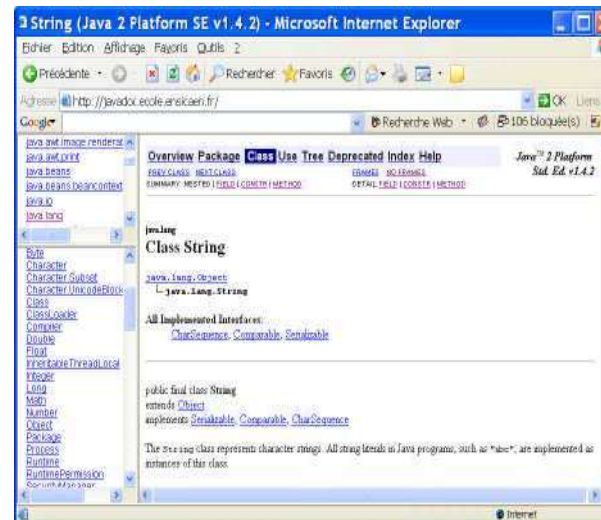 String (Java 2 Platform SE v1.4.2) - Microsoft Internet Explorer
Fichier Edition Affichage Favoris Outils ?
Précédente Rechercher Favoris
Adresse http://javadoc.ecole.ensicaen.fr/ OK Liens
Google Recherche Web 106 bloquée(s)
java.awt.image.renderat
java.awt.print
java.beans
java.beans.beancontext
java.io
java.lang
Byte
Character
Character.Subset
Character.UnicodeBlock
Class
ClassLoader
Compiler
Double
Float
InheritableThreadLocal
Integer
Long
Math
Number
Object
Package
Process
Runtime
RuntimePermission
SecurityManager
Overview Package Class Use Tree Deprecated Index Help
Java™ 2 Platform
Std. Ed. v1.4.2
PREV CLASS NEXT CLASS FRAMES NO FRAMES
SUMMARY: NESTED | FIELD | CONSTR | METHOD DETAIL: FIELD | CONSTR | METHOD
java.lang
Class String
java.lang.Object
java.lang.String
All Implemented Interfaces:
CharSequence, Comparable, Serializable
public final class String
extends Object
implements Serializable, Comparable, CharSequence
The String class represents character strings. All string literals in Java programs, such as "abc", are implemented as
instances of this class.
Internet